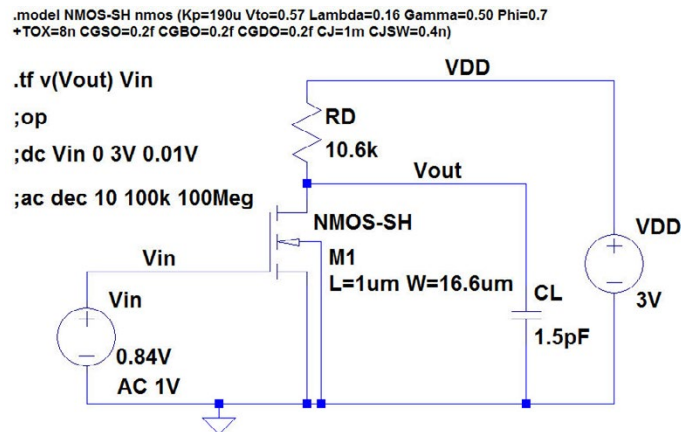 .model NMOS-SH nmos (Kp=190u Vto=0.57 Lambda=0.16 Gamma=0.50 Phi=0.7
+TOX=8n CGSO=0.2f CGBO=0.2f CGDO=0.2f CJ=1m CJSW=0.4n)
.tf v(Vout) Vin
;op
;dc Vin 0 3V 0.01V
;ac dec 10 100k 100Meg
VDD
RD
10.6k
Vout
NMOS-SH
M1
L=1um W=16.6um
Vin
Vin
0.84V
AC 1V
CL
1.5pF
VDD
3V